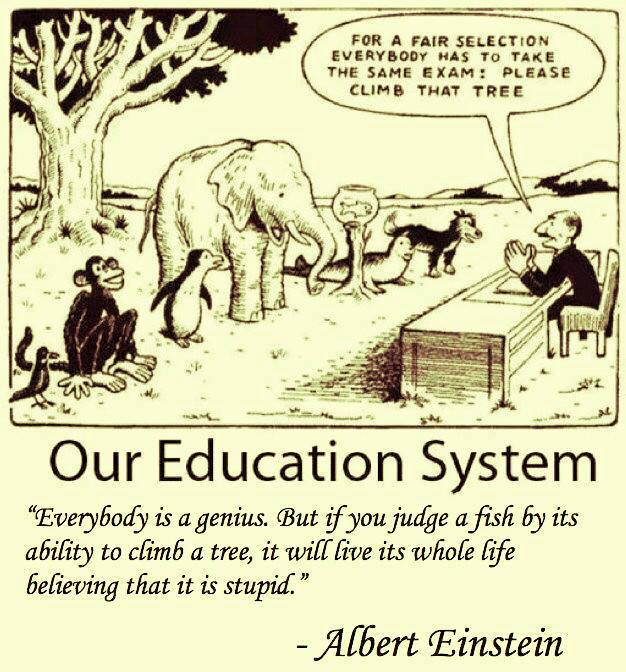 FOR A FAIR SELECTION
EVERYBODY HAS TO TAKE
THE SAME EXAM: PLEASE
CLIMB THAT TREE
Our Education System
“Everybody is a genius. But if you judge a fish by its
ability to climb a tree, it will live its whole life
believing that it is stupid.”
- Albert Einstein